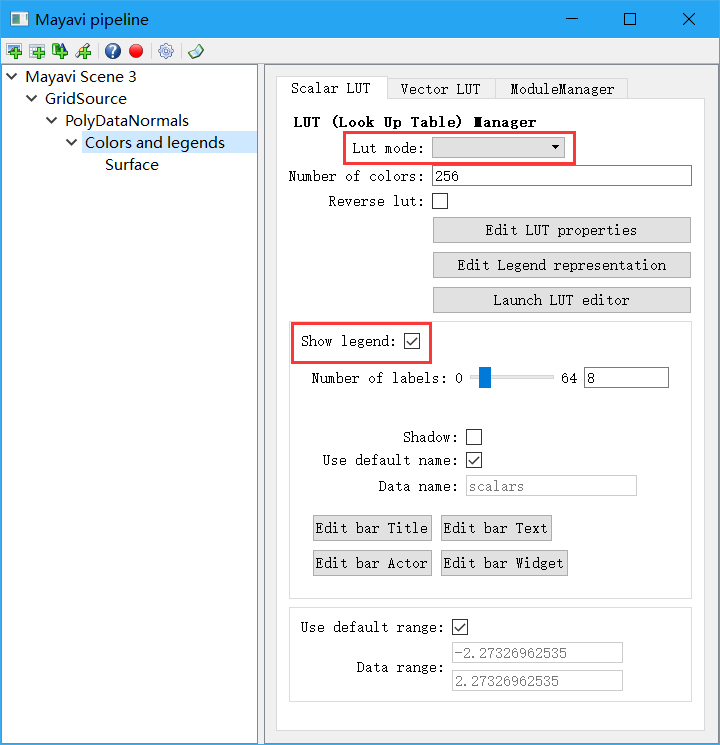 Mayavi pipeline
Mayavi Scene 3
GridSource
PolyDataNormals
Colors and legends
Surface
Scalar LUT
Vector LUT
ModuleManager
LUT (Look Up Table) Manager
Lut mode:
Number of colors: 256
Reverse lut:
Edit LUT properties
Edit Legend representation
Launch LUT editor
Show legend:
Number of labels: 0 64 8
Shadow:
Use default name:
Data name: scalars
Edit bar Title Edit bar Text
Edit bar Actor Edit bar Widget
Use default range:
Data range: -2.27326962535
2.27326962535